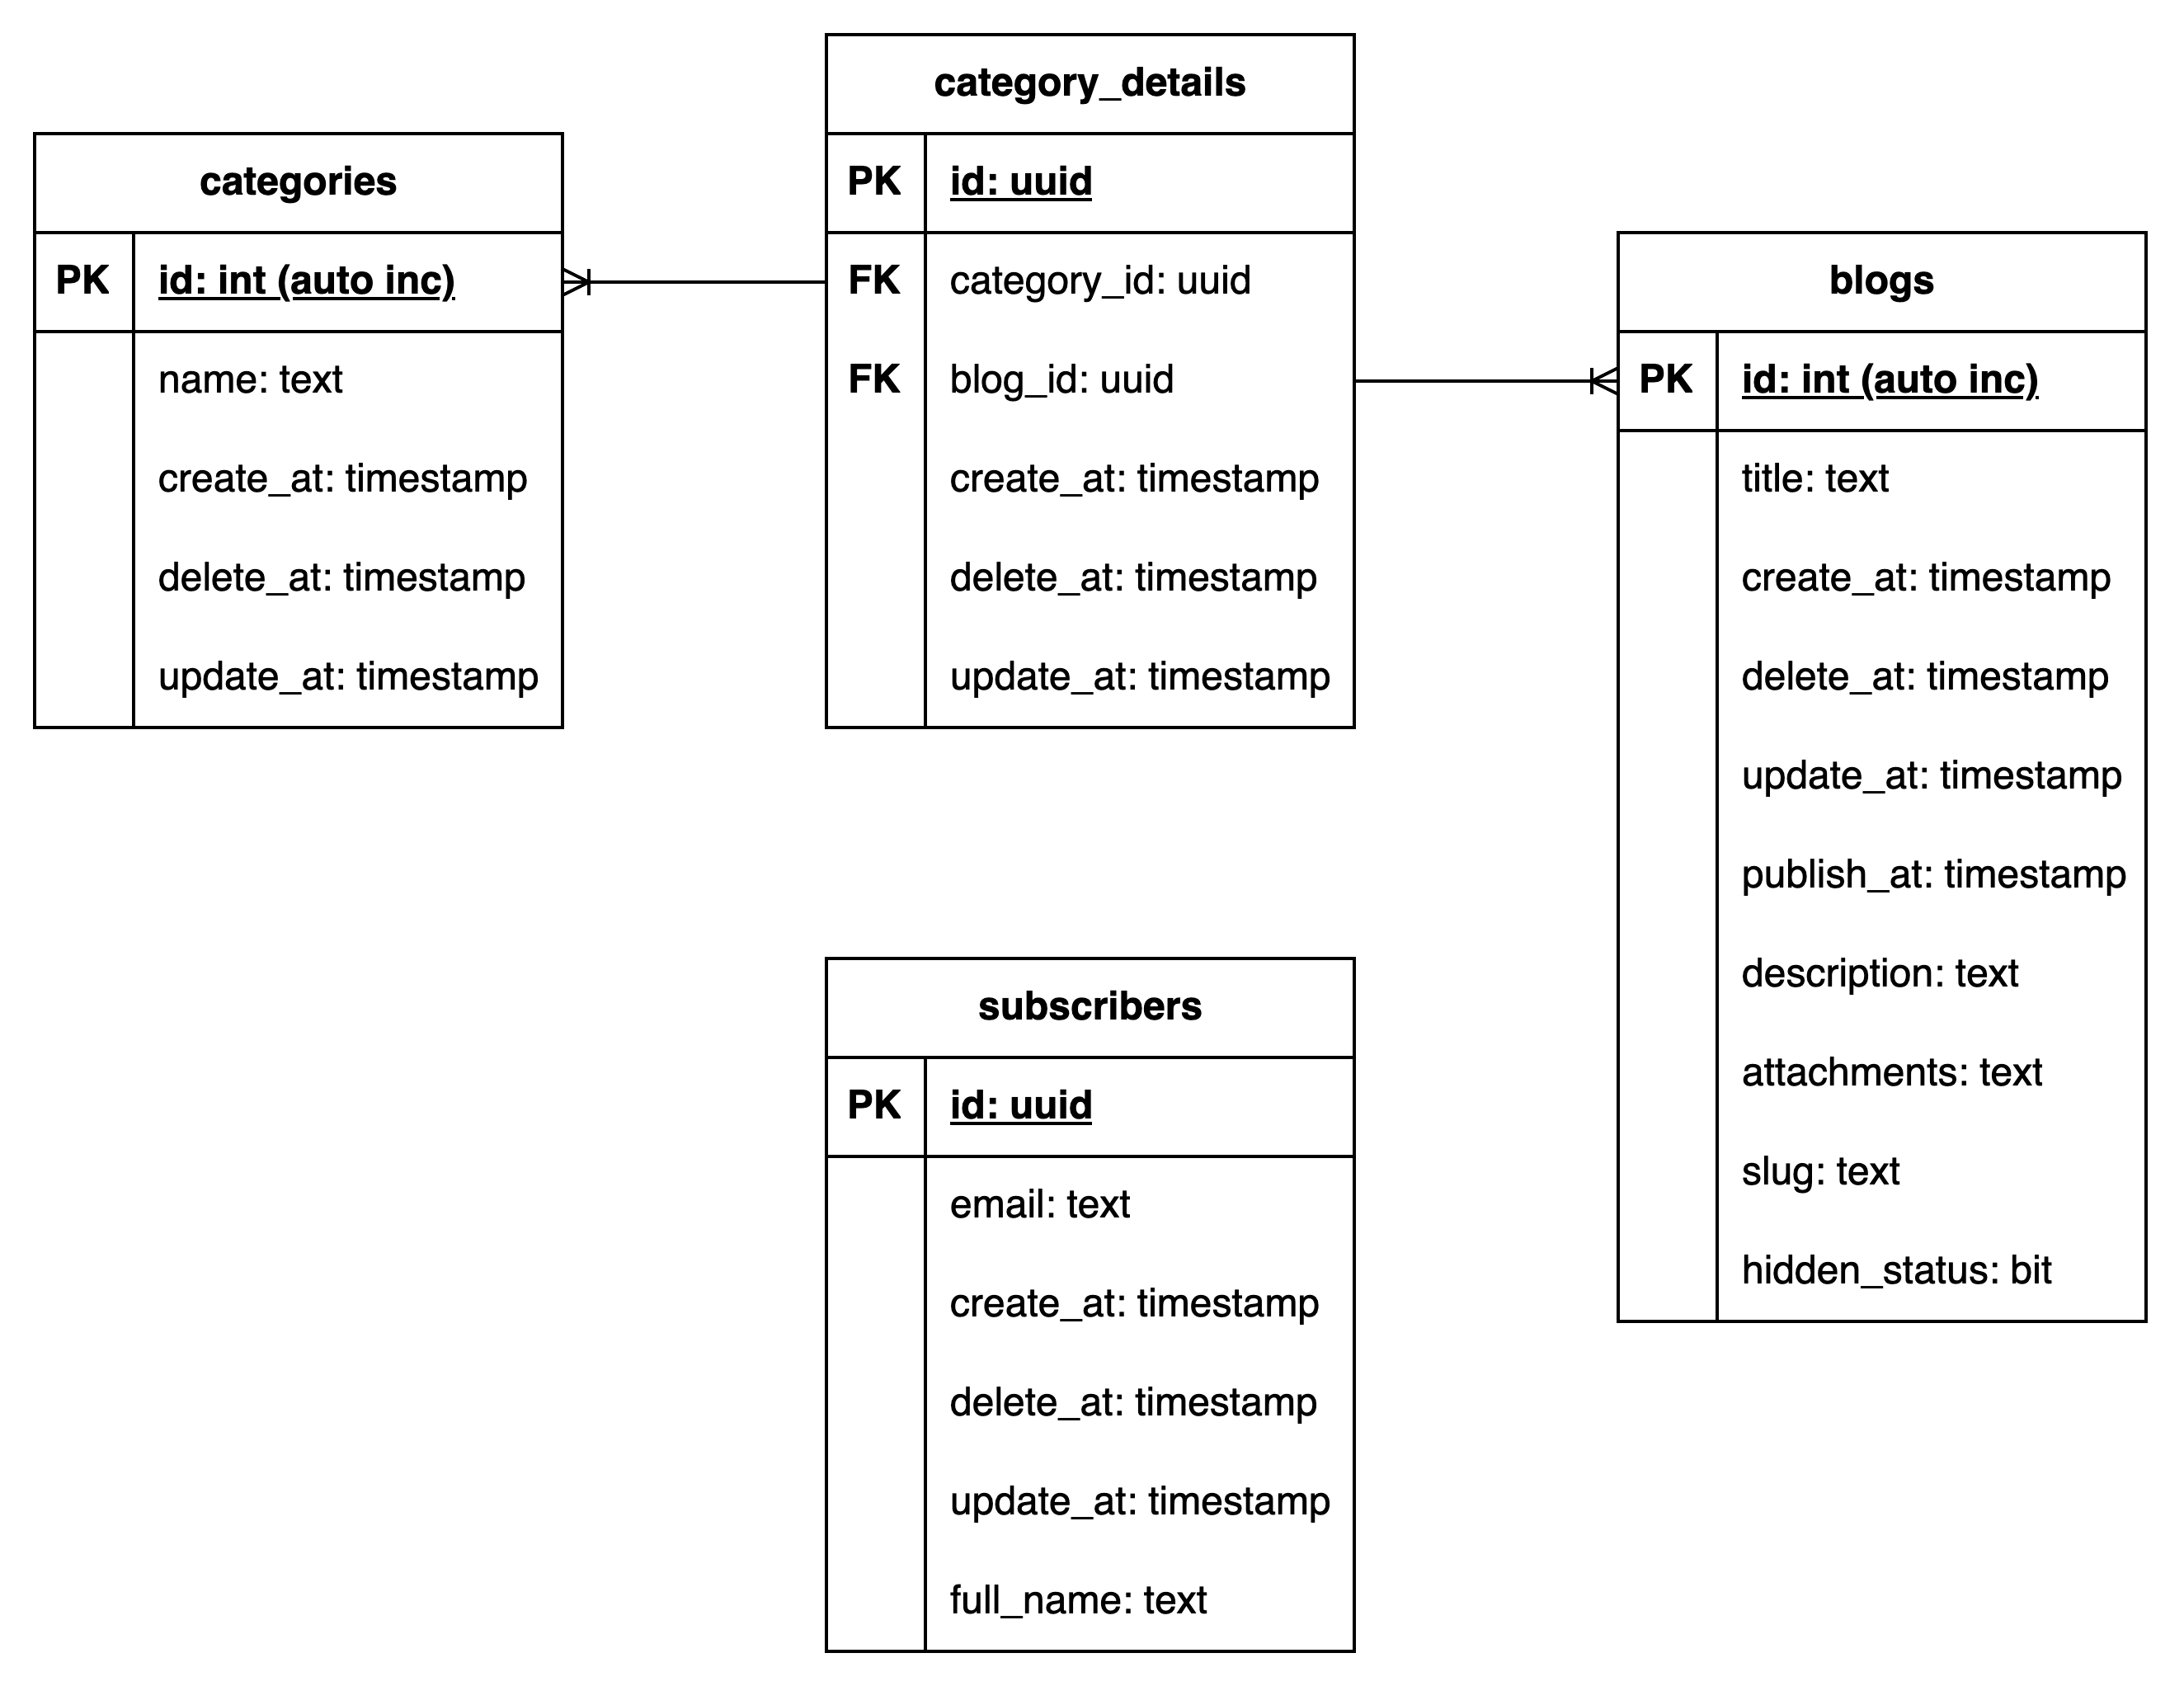 categories
PK id: int (auto inc)
name: text
create_at: timestamp
delete_at: timestamp
update_at: timestamp
category_details
PK id: uuid
FK category_id: uuid
FK blog_id: uuid
create_at: timestamp
delete_at: timestamp
update_at: timestamp
blogs
PK id: int (auto inc)
title: text
create_at: timestamp
delete_at: timestamp
update_at: timestamp
publish_at: timestamp
description: text
attachments: text
slug: text
hidden_status: bit
subscribers
PK id: uuid
email: text
create_at: timestamp
delete_at: timestamp
update_at: timestamp
full_name: text